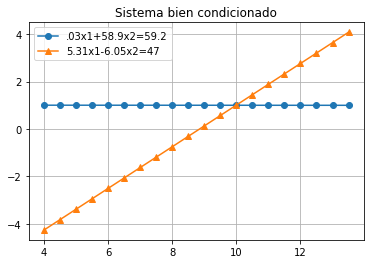 Sistema bien condicionado
.03x1+58.9x2=59.2
5.31x1-6.05x2=47
4
2
0
−2
−4
4 6 8 10 12